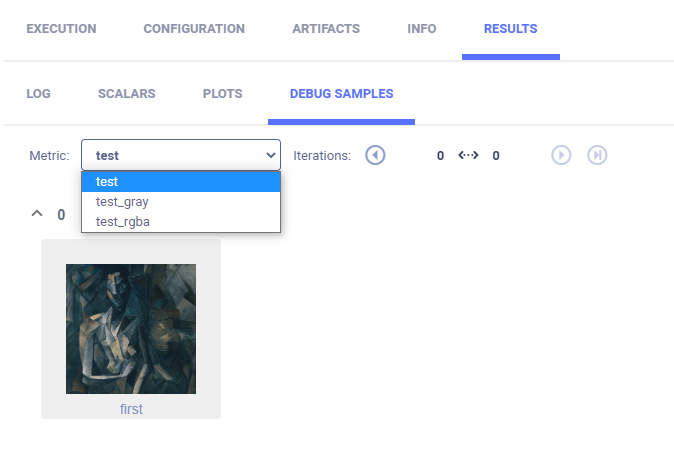 EXECUTION CONFIGURATION ARTIFACTS INFO RESULTS
LOG SCALARS PLOTS DEBUG SAMPLES
Metric: test Iterations: 0 0
test
test_gray
test_rgba
0
first